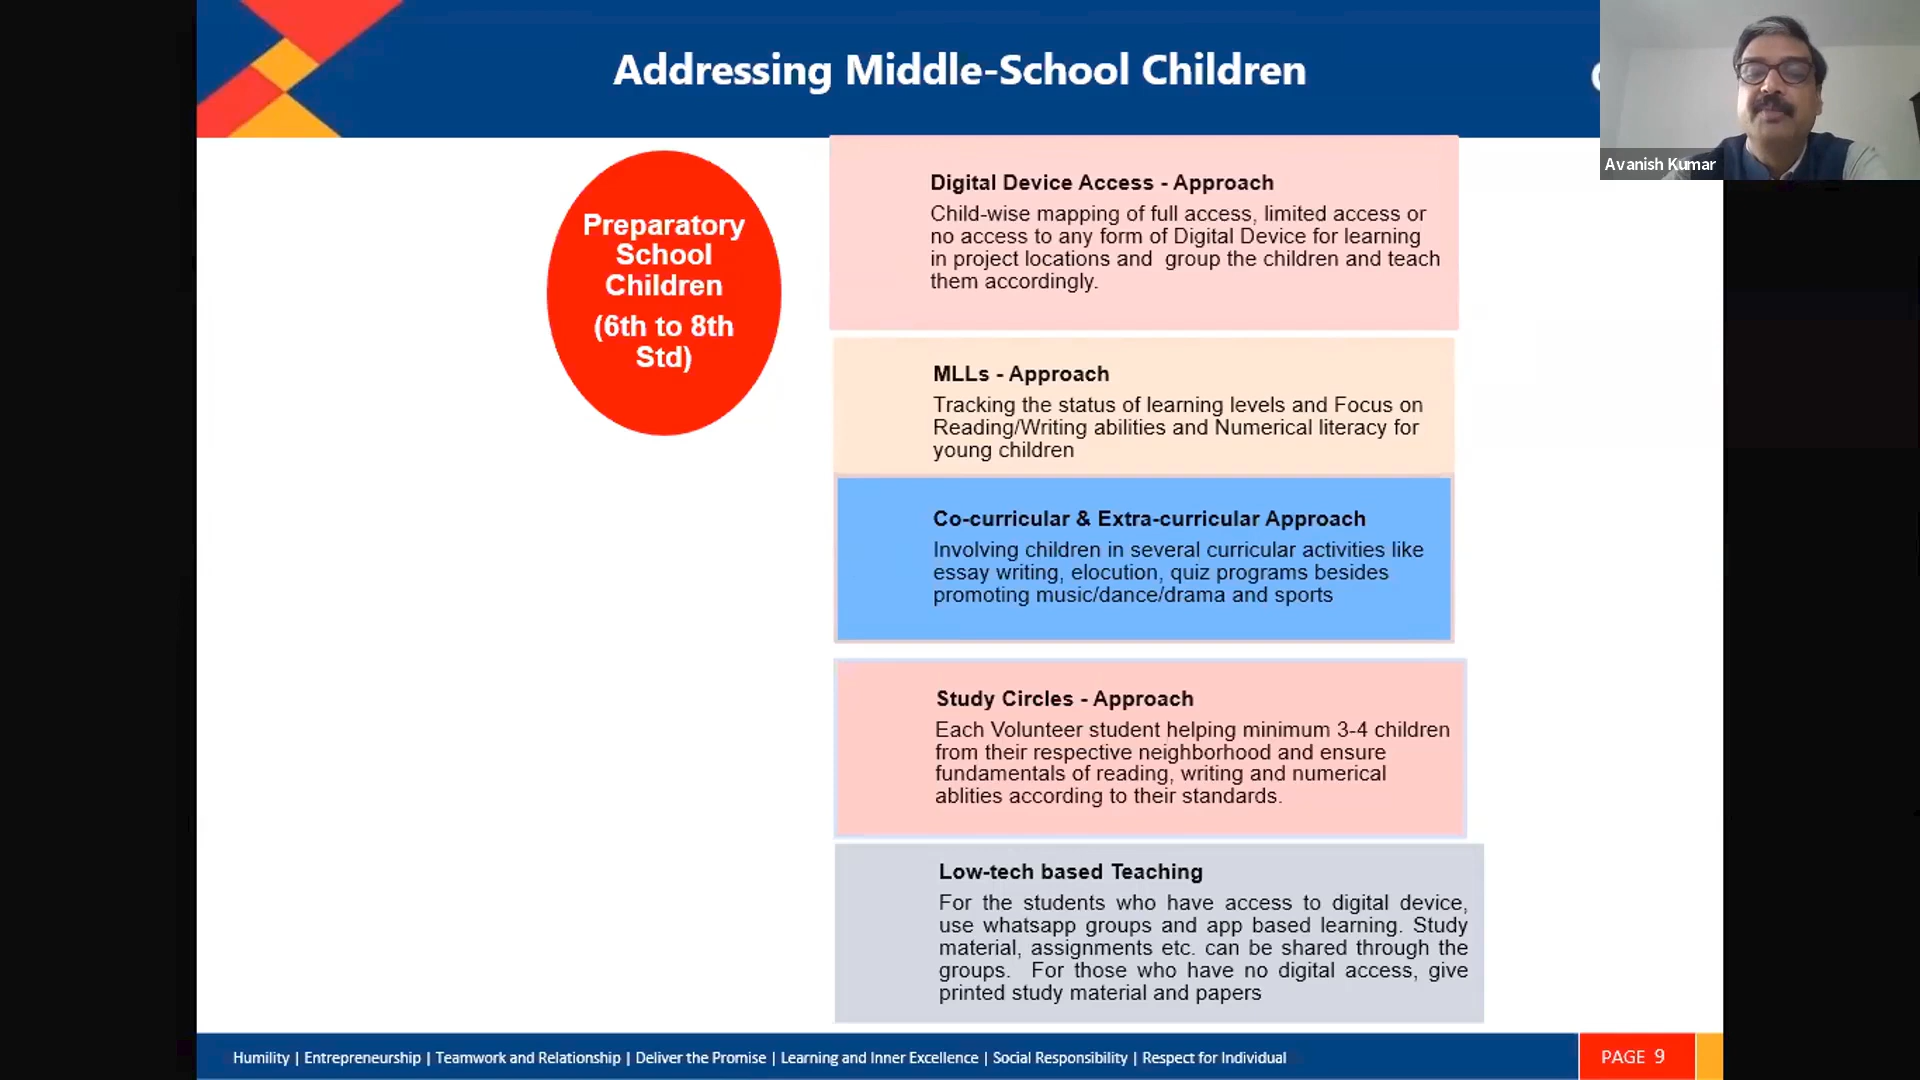 Addressing Middle-School Children
Avanish Kumar
Preparatory
School
Children
(6th to 8th
Std)
Digital Device Access - Approach
Child-wise mapping of full access, limited access or
no access to any form of Digital Device for learning
in project locations and  group the children and teach
them accordingly.
MLLs - Approach
Tracking the status of learning levels and Focus on
Reading/Writing abilities and Numerical literacy for
young children
Co-curricular & Extra-curricular Approach
Involving children in several curricular activities like
essay writing, elocution, quiz programs besides
promoting music/dance/drama and sports
Study Circles - Approach
Each Volunteer student helping minimum 3-4 children
from their respective neighborhood and ensure
fundamentals of reading, writing and numerical
ablities according to their standards.
Low-tech based Teaching
For the students who have access to digital device,
use whatsapp groups and app based learning. Study
material, assignments etc. can be shared through the
groups.  For those who have no digital access, give
printed study material and papers
Humility | Entrepreneurship | Teamwork and Relationship | Deliver the Promise | Learning and Inner Excellence | Social Responsibility | Respect for Individual
PAGE 9